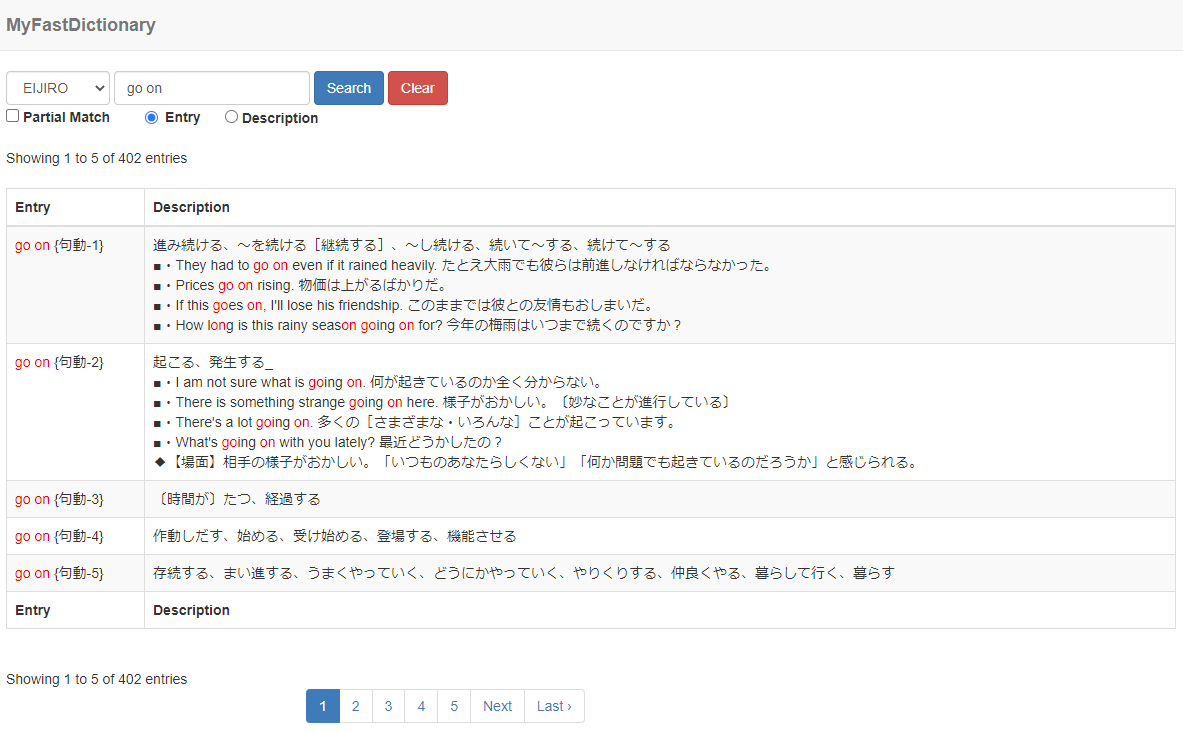 MyFastDictionary
EIJIRO go on Search Clear
Partial Match Entry Description
Showing 1 to 5 of 402 entries
Entry Description
go on {句動-1} 進み続ける、～を続ける［継続する］、～し続ける、続いて～する、続けて～する
■・They had to go on even if it rained heavily. たとえ大雨でも彼らは前進しなければならなかった。
■・Prices go on rising. 物価は上がるばかりだ。
■・If this goes on, I'll lose his friendship. このままでは彼との友情もおしまいだ。
■・How long is this rainy season going on for? 今年の梅雨はいつまで続くのですか？
go on {句動-2} 起こる、発生する_
■・I am not sure what is going on. 何が起きているのか全く分からない。
■・There is something strange going on here. 様子がおかしい。〔妙なことが進行している〕
■・There's a lot going on. 多くの［さまざまな・いろんな］ことが起こっています。
■・What's going on with you lately? 最近どうかしたの？
◆【場面】相手の様子がおかしい。「いつものあなたらしくない」「何か問題でも起きているのだろうか」と感じられる。
go on {句動-3} 〔時間が〕たつ、経過する
go on {句動-4} 作動しだす、始める、受け始める、登場する、機能させる
go on {句動-5} 存続する、まい進する、うまくやっていく、どうにかやっていく、やりくりする、仲良くやる、暮らして行く、暮らす
Entry Description
Showing 1 to 5 of 402 entries
1 2 3 4 5 Next Last ›